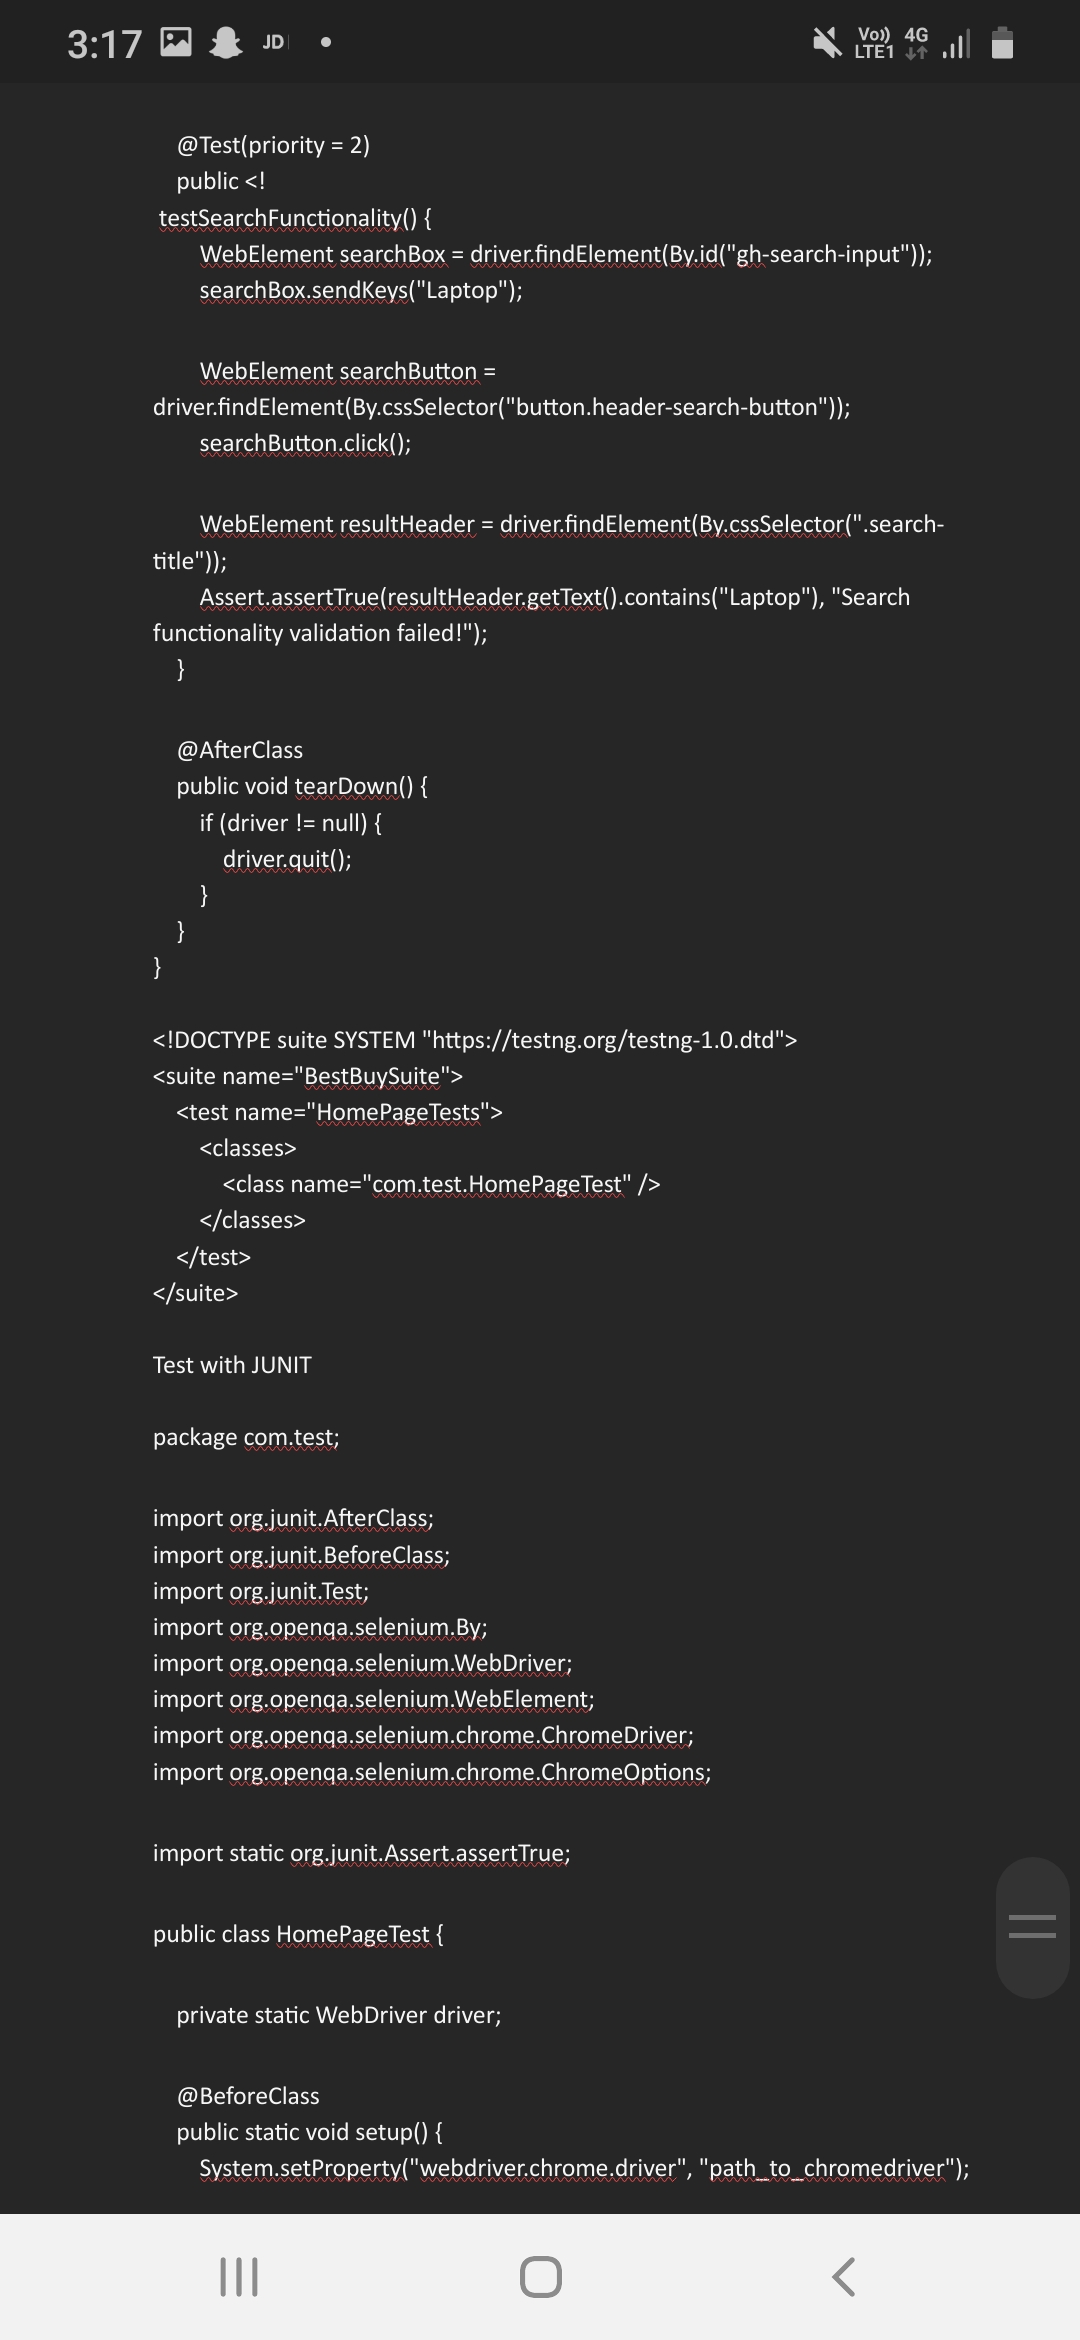 3:17 JD
Vo)) 4G
LTE1
@Test(priority = 2)
public <!
testSearchFunctionality() {
WebElement searchBox = driver.findElement(By.id("gh-search-input"));
searchBox.sendKeys("Laptop");
WebElement searchButton =
driver.findElement(By.cssSelector("button.header-search-button"));
searchButton.click();
WebElement resultHeader = driver.findElement(By.cssSelector(".search-
title"));
Assert.assertTrue(resultHeader.getText().contains("Laptop"), "Search
functionality validation failed!");
}
@AfterClass
public void tearDown() {
if (driver != null) {
driver.quit();
}
}
}
<!DOCTYPE suite SYSTEM "https://testng.org/testng-1.0.dtd">
<suite name="BestBuySuite">
<test name="HomePageTests">
<classes>
<class name="com.test.HomePageTest" />
</classes>
</test>
</suite>
Test with JUNIT
package com.test;
import org.junit.AfterClass;
import org.junit.BeforeClass;
import org.junit.Test;
import org.openqa.selenium.By;
import org.openqa.selenium.WebDriver;
import org.openqa.selenium.WebElement;
import org.openqa.selenium.chrome.ChromeDriver;
import org.openqa.selenium.chrome.ChromeOptions;
import static org.junit.Assert.assertTrue;
public class HomePageTest {
private static WebDriver driver;
@BeforeClass
public static void setup() {
System.setProperty("webdriver.chrome.driver", "path_to_chromedriver");